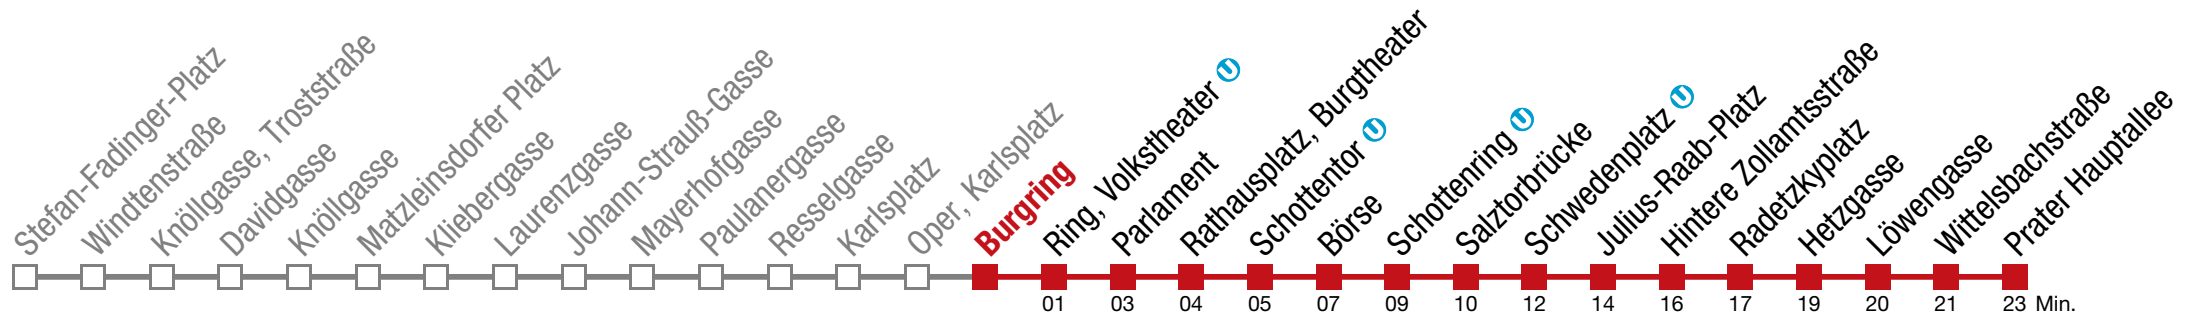 Stefan-Fadinger-Platz
Windtenstraße
Knöllgasse, Troststraße
Davidgasse
Knöllgasse
Matzleinsdorfer Platz
Kliebergasse
Laurenzgasse
Johann-Strauß-Gasse
Mayerhofgasse
Paulanergasse
Resselgasse
Karlsplatz
Oper, Karlsplatz
Burgring
Ring, Volkstheater U
Parlament
Rathausplatz, Burgtheater
Schottentor U
Börse
Schottenring U
Salztorbrücke
Schwedenplatz U
Julius-Raab-Platz
Hintere Zollamtsstraße
Radetzkyplatz
Hetzgasse
Löwengasse
Wittelsbachstraße
Prater Hauptallee
01 03 04 05 07 09 10 12 14 16 17 19 20 21 23 Min.